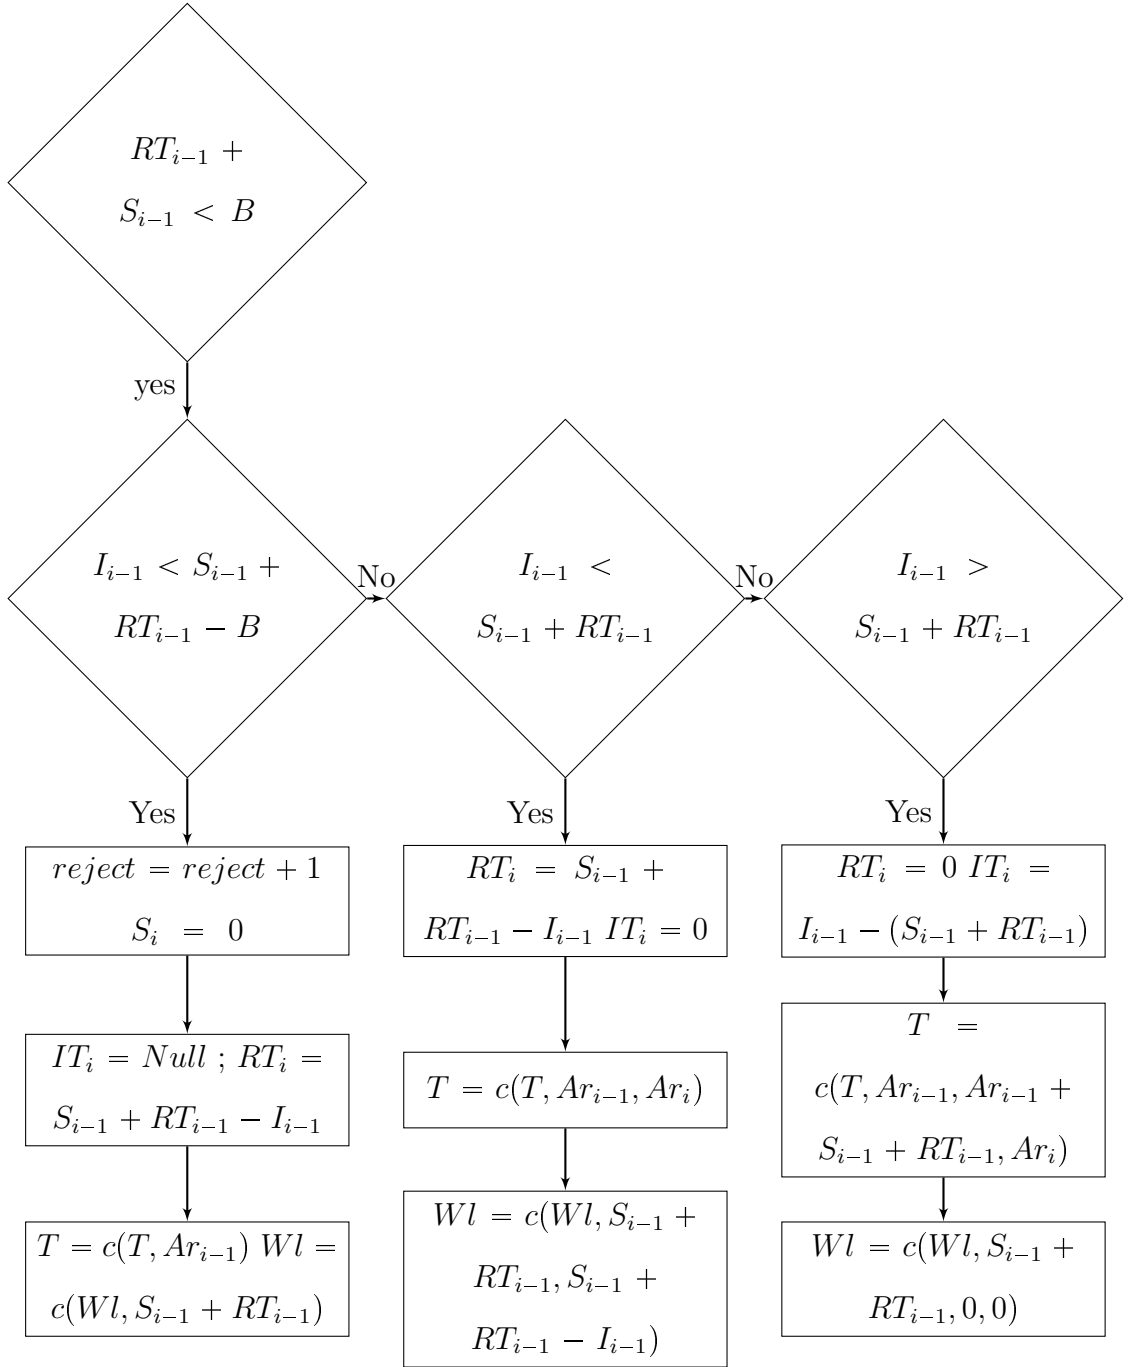 RT_{i−1} +
S_{i−1} < B
yes
I_{i−1} < S_{i−1} +
RT_{i−1} − B
No
I_{i−1} <
S_{i−1} + RT_{i−1}
No
I_{i−1} >
S_{i−1} + RT_{i−1}
Yes
Yes
Yes
reject = reject + 1
S_i = 0
RT_i = S_{i−1} +
RT_{i−1} − I_{i−1} IT_i = 0
RT_i = 0 IT_i =
I_{i−1} − (S_{i−1} + RT_{i−1})
IT_i = Null ; RT_i =
S_{i−1} + RT_{i−1} − I_{i−1}
T = c(T, Ar_{i−1}, Ar_i)
T =
c(T, Ar_{i−1}, Ar_{i−1} +
S_{i−1} + RT_{i−1}, Ar_i)
T = c(T, Ar_{i−1}) Wl =
c(Wl, S_{i−1} + RT_{i−1})
Wl = c(Wl, S_{i−1} +
RT_{i−1}, S_{i−1} +
RT_{i−1} − I_{i−1})
Wl = c(Wl, S_{i−1} +
RT_{i−1}, 0, 0)